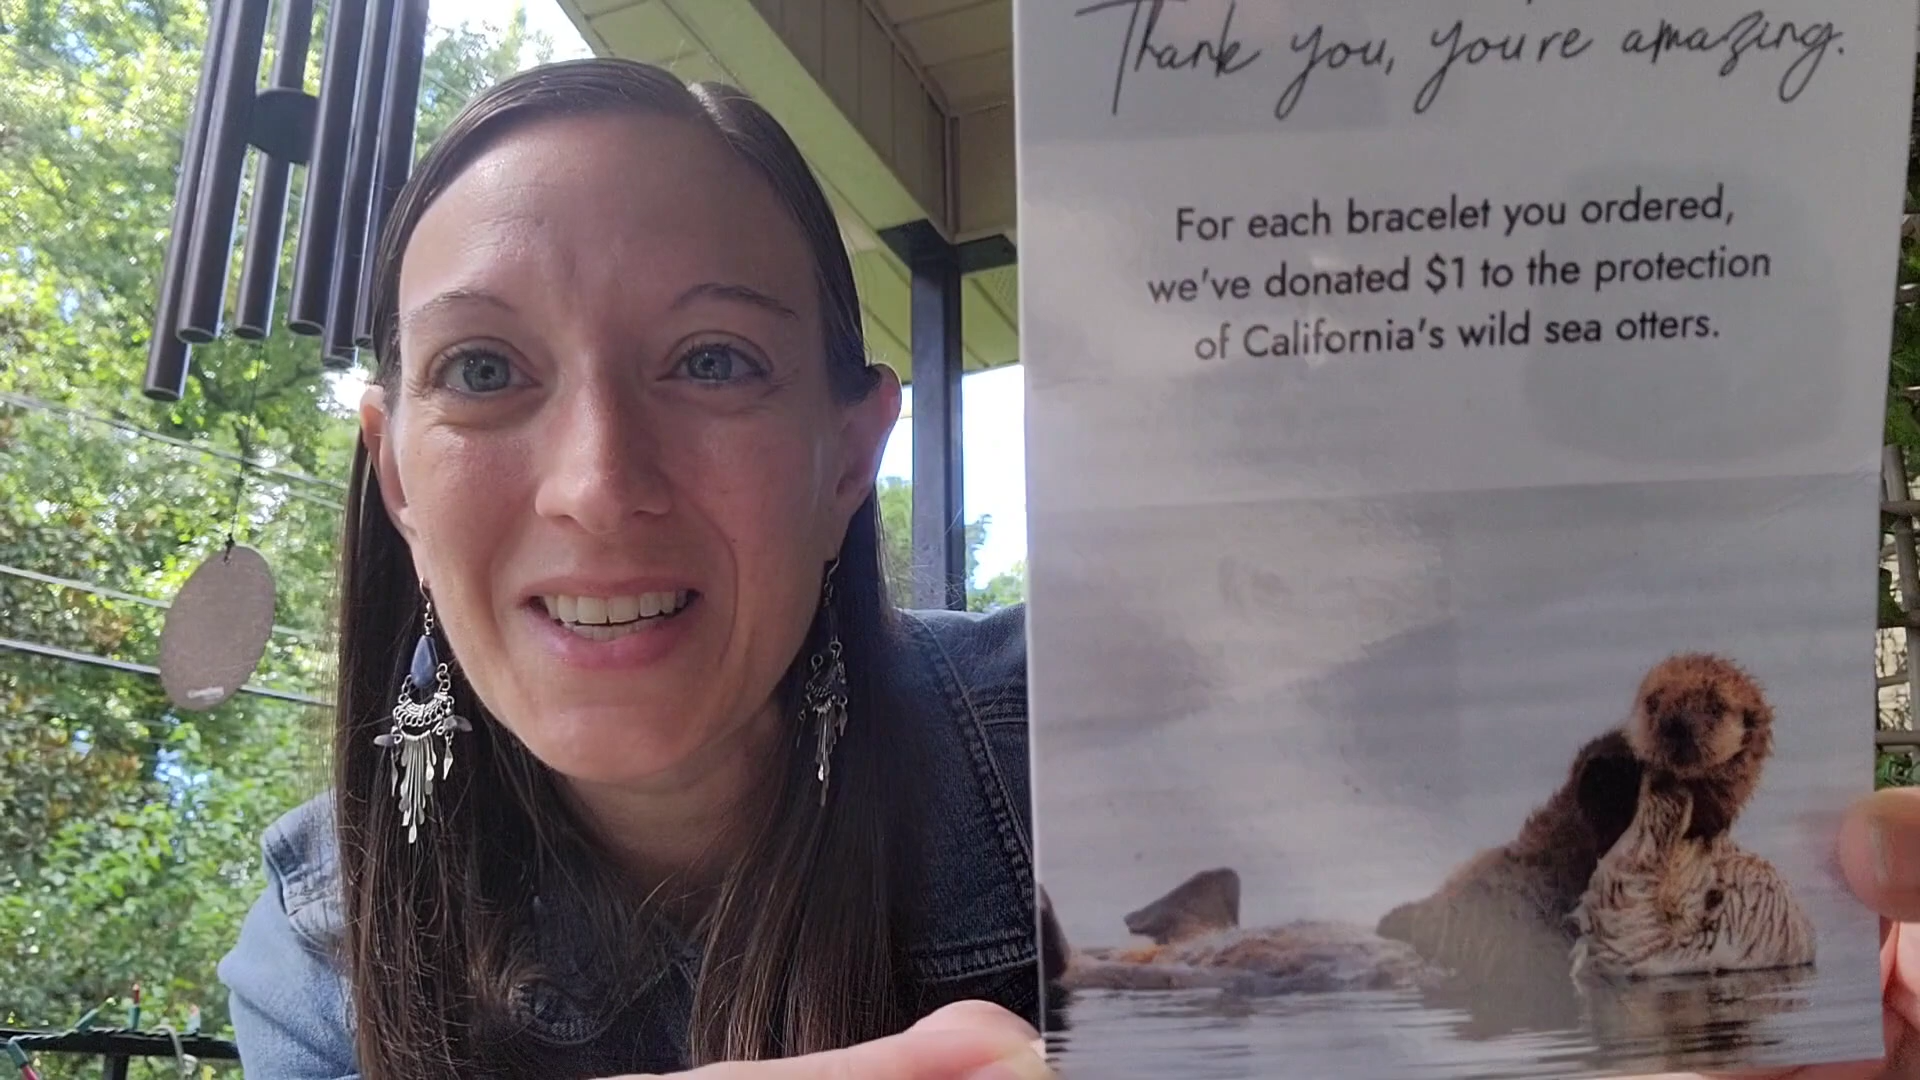 Thank you, you're amazing.
For each bracelet you ordered,
we've donated $1 to the protection
of California's wild sea otters.